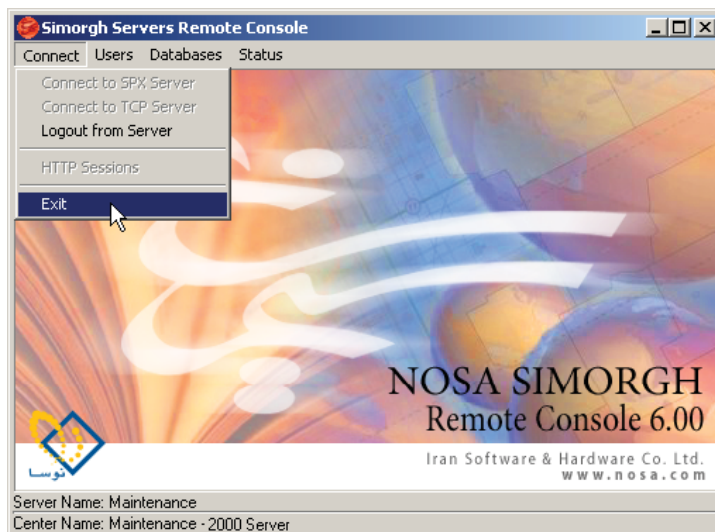 Simorgh Servers Remote Console
Connect Users Databases Status
Connect to SPX Server
Connect to TCP Server
Logout from Server
HTTP Sessions
Exit
سیمرغ
NOSA SIMORGH
Remote Console 6.00
نوسا
Iran Software & Hardware Co. Ltd.
www.nosa.com
Server Name: Maintenance
Center Name: Maintenance - 2000 Server